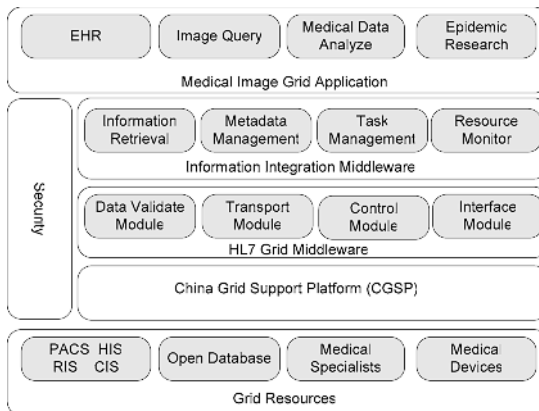 EHR
Image Query
Medical Data
Analyze
Epidemic
Research
Medical Image Grid Application
Security
Information
Retrieval
Metadata
Management
Task
Management
Resource
Monitor
Information Integration Middleware
Data Validate
Module
Transport
Module
Control
Module
Interface
Module
HL7 Grid Middleware
China Grid Support Platform (CGSP)
PACS HIS
RIS CIS
Open Database
Medical
Specialists
Medical
Devices
Grid Resources